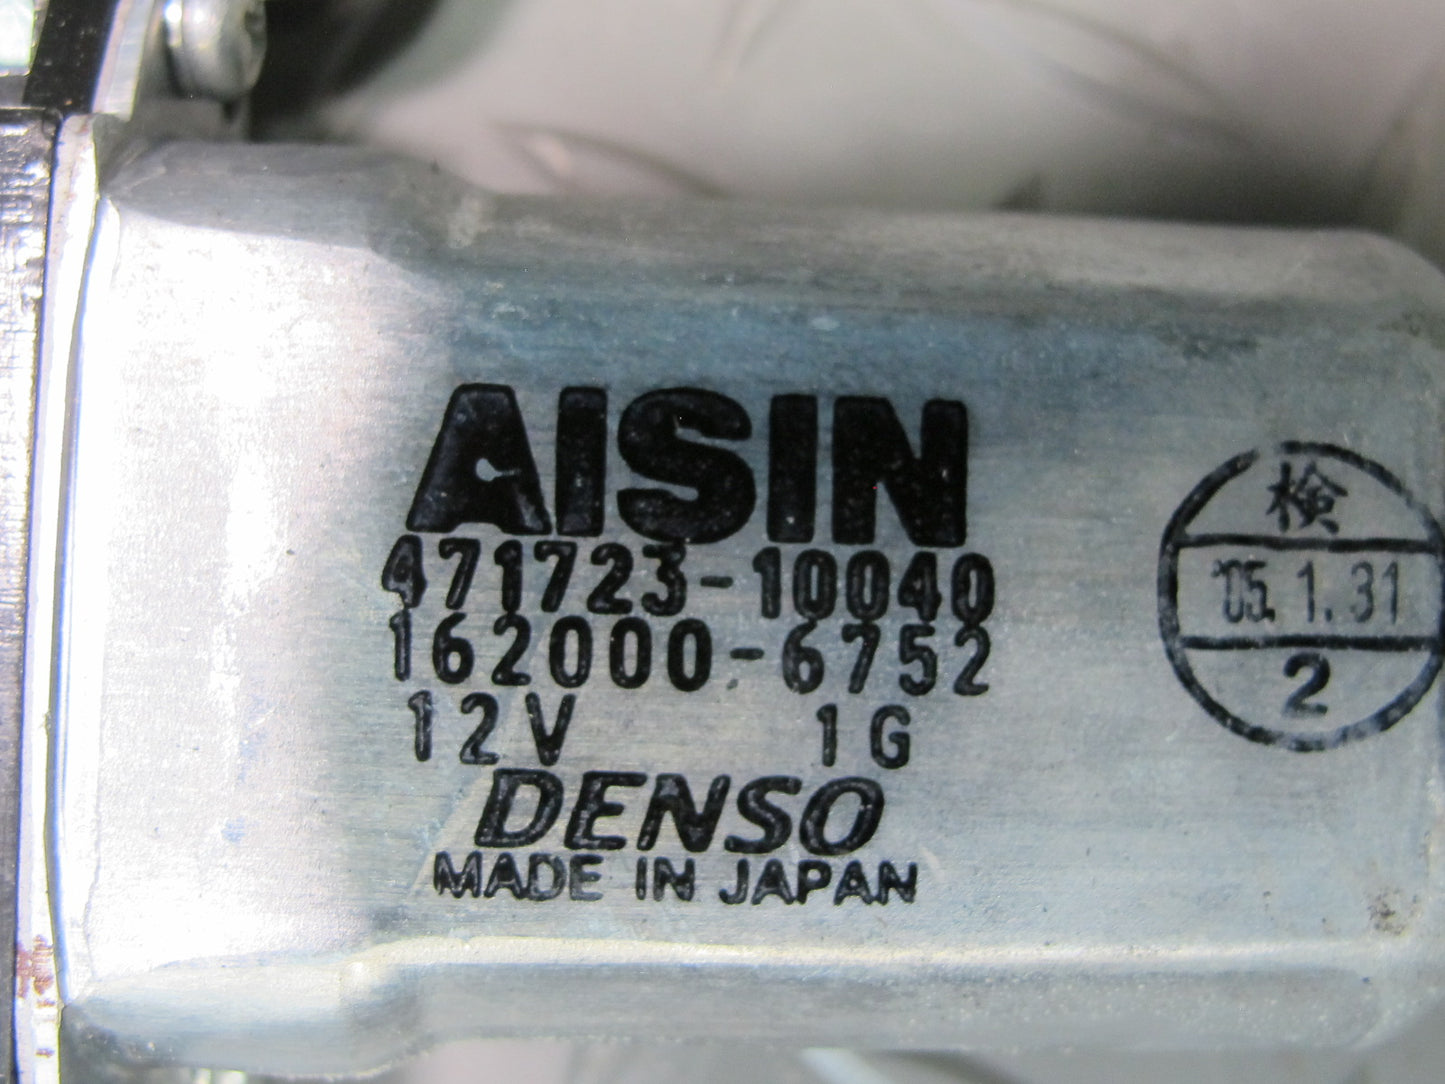 AISIN
471723-10040
162000-6752
12V 1G
DENSO
MADE IN JAPAN
検
'05.1.31
2